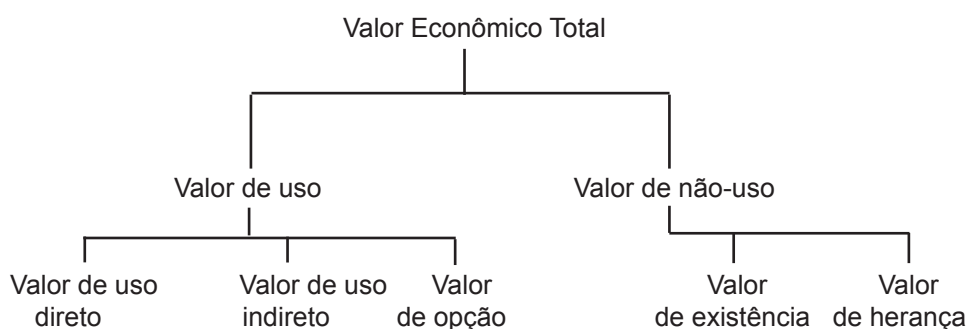 Valor Econômico Total
Valor de uso
Valor de não-uso
Valor de uso
direto
Valor de uso
indireto
Valor
de opção
Valor
de existência
Valor
de herança